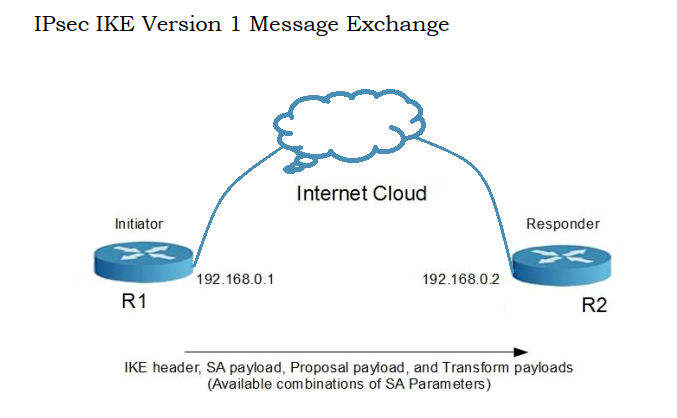 IPsec IKE Version 1 Message Exchange
Internet Cloud
Initiator
Responder
192.168.0.1
192.168.0.2
R1
R2
IKE header, SA payload, Proposal payload, and Transform payloads
(Available combinations of SA Parameters)